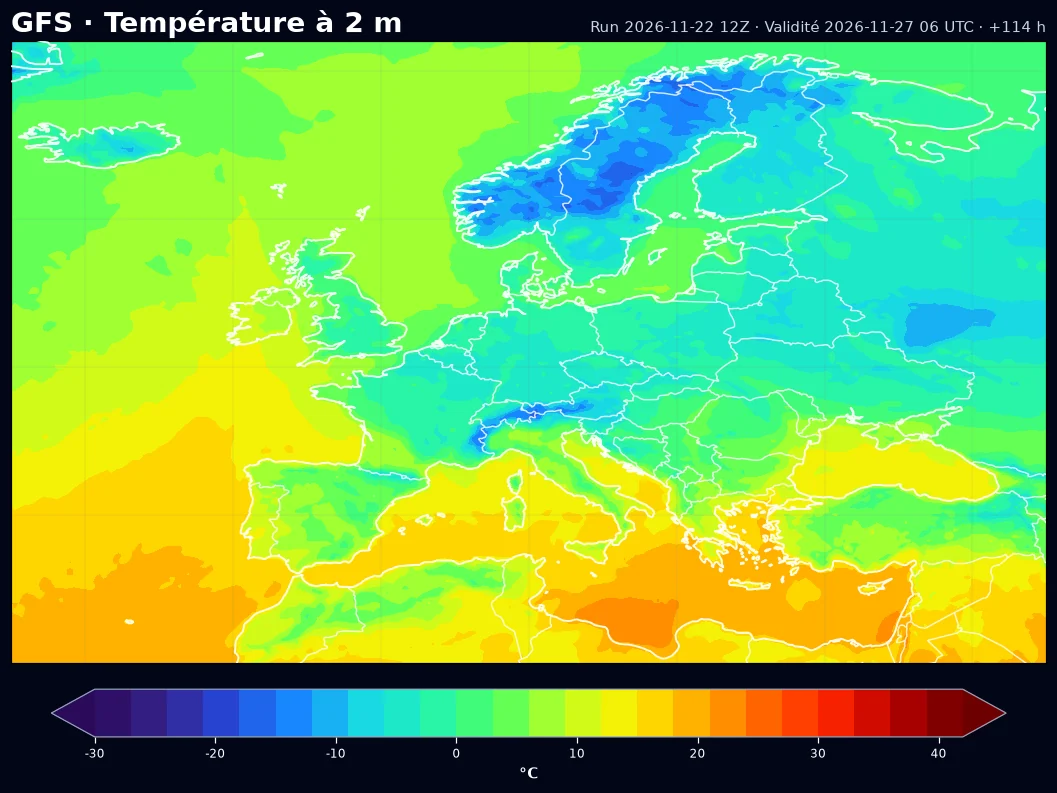 GFS · Température à 2 m
Run 2026-11-22 12Z · Validité 2026-11-27 06 UTC · +114 h
-30 -20 -10 0 10 20 30 40
°C